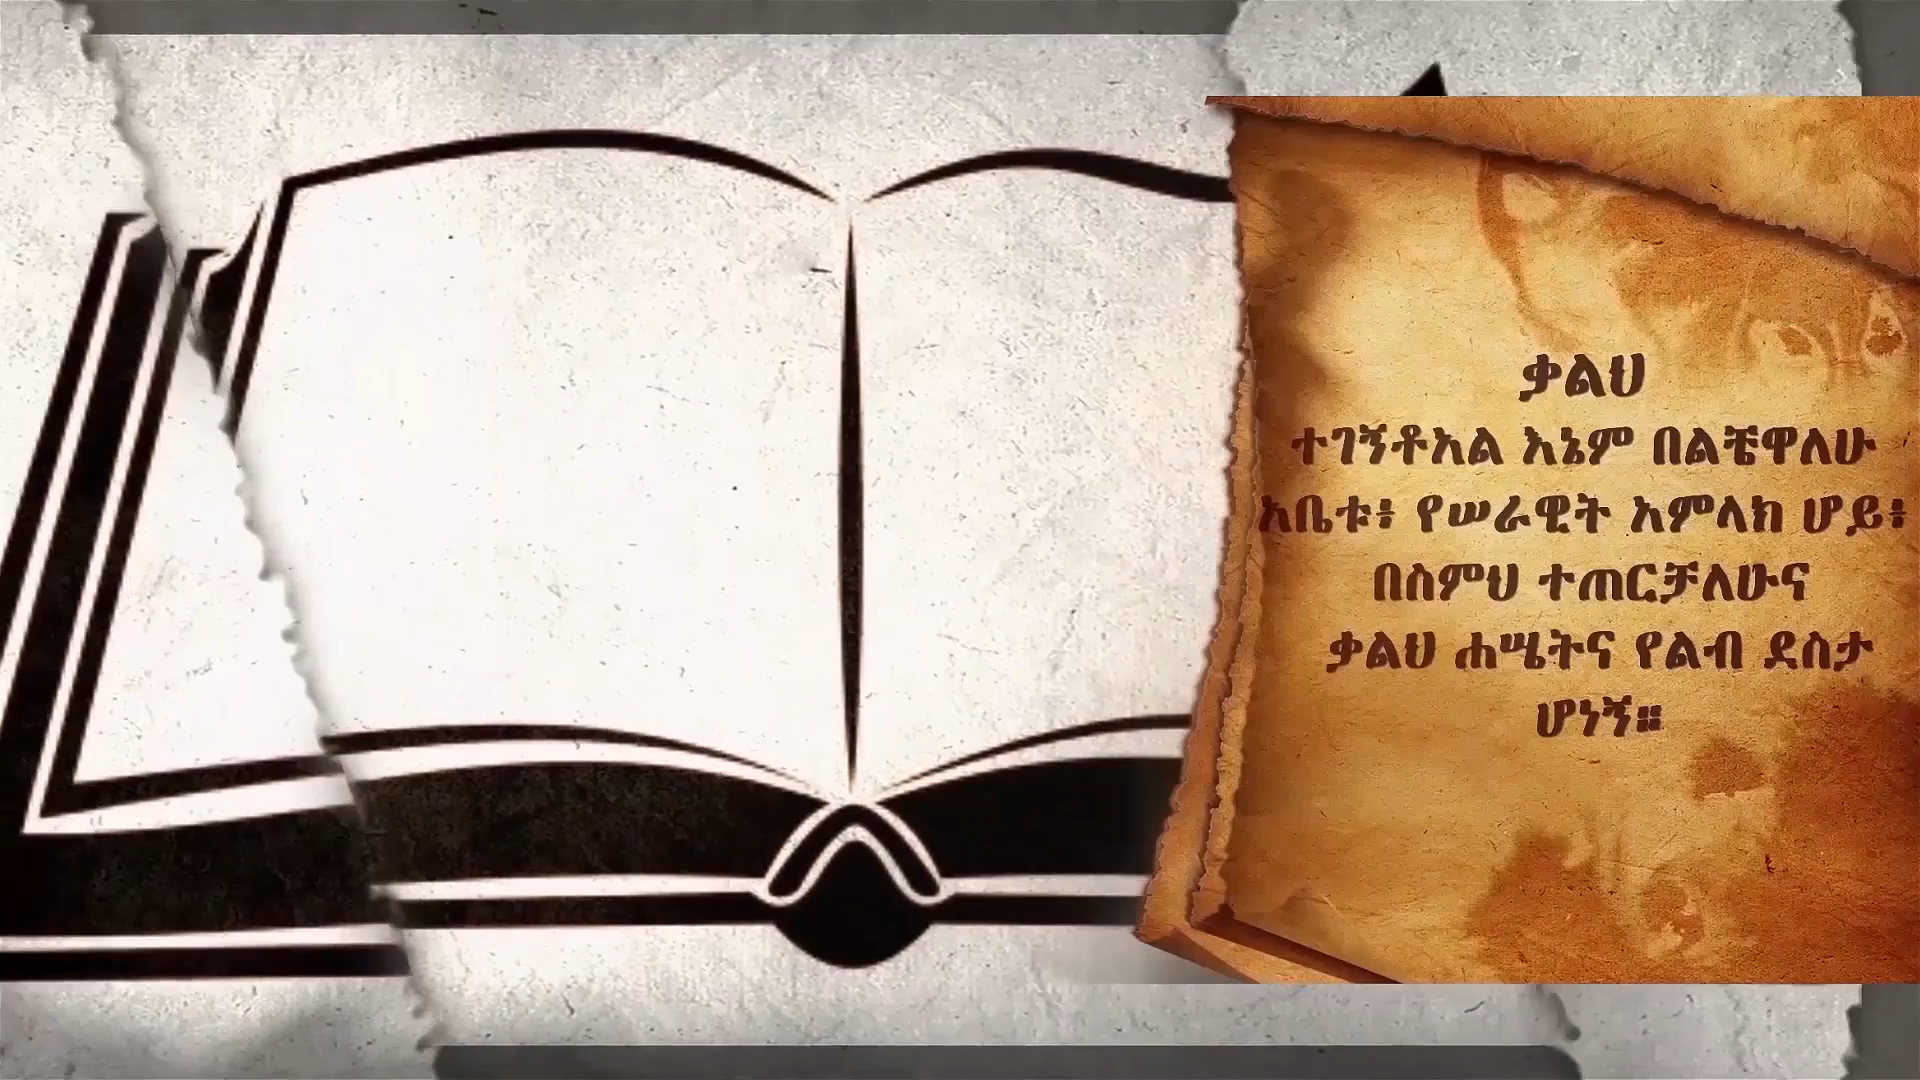 ቃልህ
ተገኝቶአል እኔም በልቼዋለሁ
አቤቱ፥ የሠራዊት አምላክ ሆይ፥
በስምህ ተጠርቻለሁና
ቃልህ ሐሤትና የልብ ደስታ
ሆነኝ።